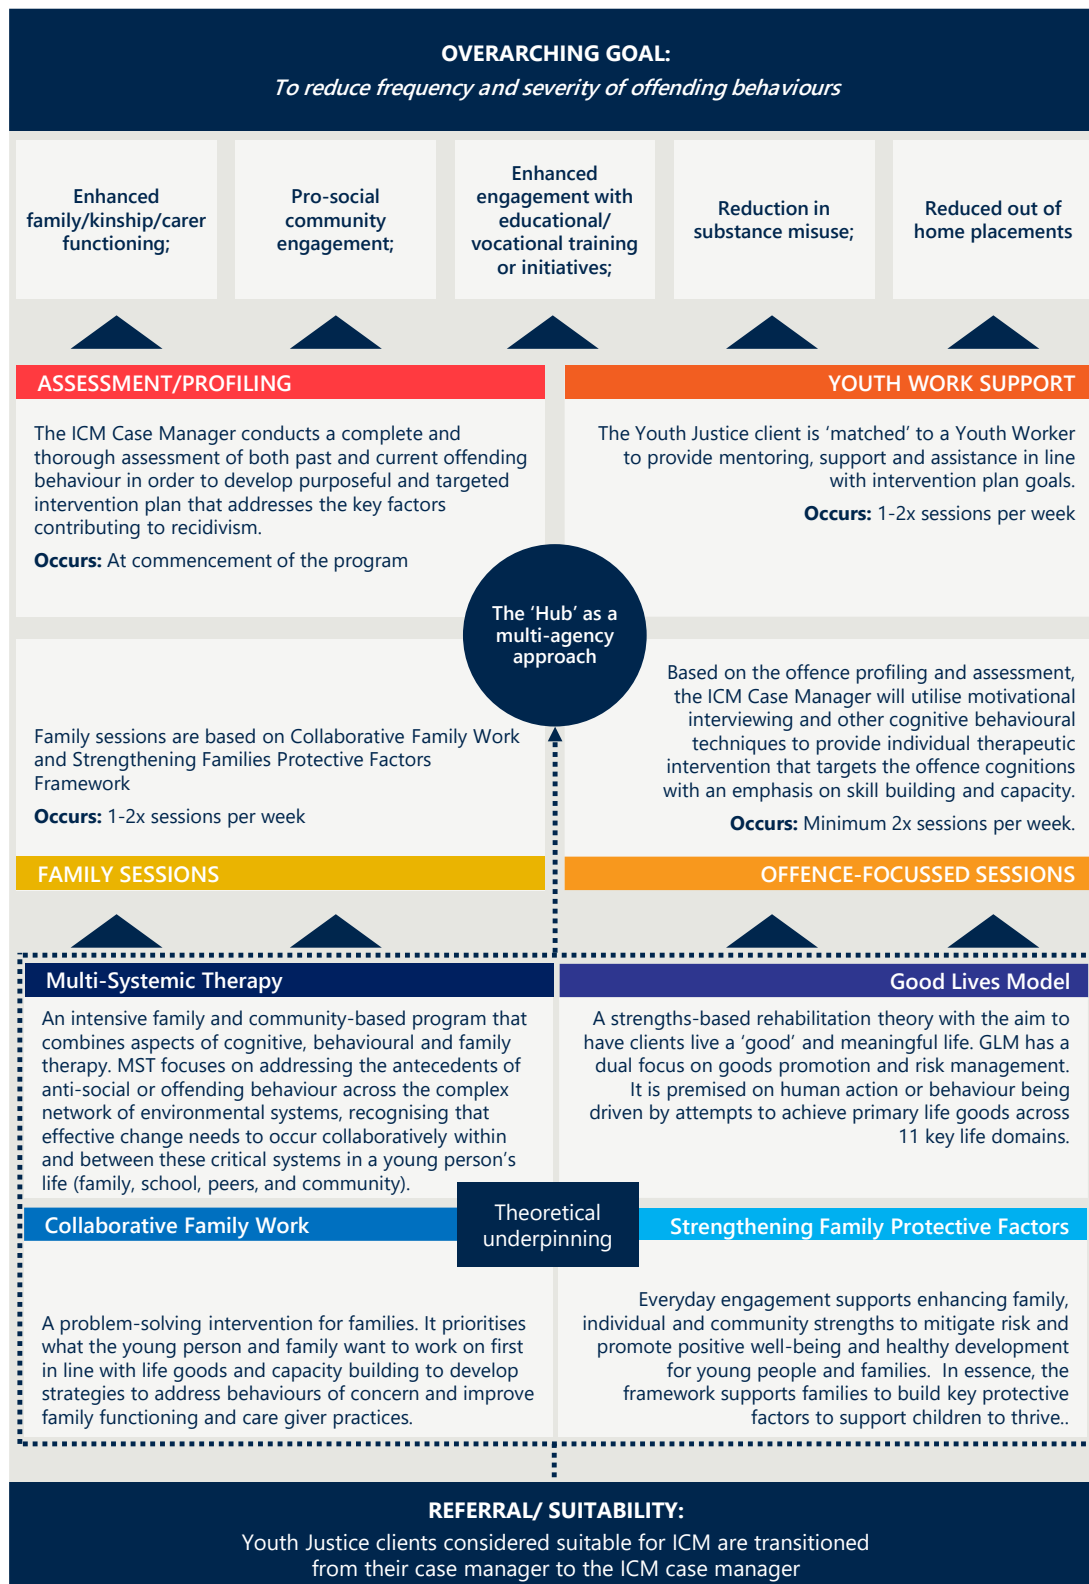 OVERARCHING GOAL:
To reduce frequency and severity of offending behaviours
Enhanced
family/kinship/carer
functioning;
Pro-social
community
engagement;
Enhanced
engagement with
educational/
vocational training
or initiatives;
Reduction in
substance misuse;
Reduced out of
home placements
ASSESSMENT/PROFILING
The ICM Case Manager conducts a complete and
thorough assessment of both past and current offending
behaviour in order to develop purposeful and targeted
intervention plan that addresses the key factors
contributing to recidivism.
Occurs: At commencement of the program
YOUTH WORK SUPPORT
The Youth Justice client is ‘matched’ to a Youth Worker
to provide mentoring, support and assistance in line
with intervention plan goals.
Occurs: 1-2x sessions per week
The ‘Hub’ as a
multi-agency
approach
Family sessions are based on Collaborative Family Work
and Strengthening Families Protective Factors
Framework
Occurs: 1-2x sessions per week
FAMILY SESSIONS
Based on the offence profiling and assessment,
the ICM Case Manager will utilise motivational
interviewing and other cognitive behavioural
techniques to provide individual therapeutic
intervention that targets the offence cognitions
with an emphasis on skill building and capacity.
Occurs: Minimum 2x sessions per week.
OFFENCE-FOCUSSED SESSIONS
Multi-Systemic Therapy
An intensive family and community-based program that
combines aspects of cognitive, behavioural and family
therapy. MST focuses on addressing the antecedents of
anti-social or offending behaviour across the complex
network of environmental systems, recognising that
effective change needs to occur collaboratively within
and between these critical systems in a young person’s
life (family, school, peers, and community).
Good Lives Model
A strengths-based rehabilitation theory with the aim to
have clients live a ‘good’ and meaningful life. GLM has a
dual focus on goods promotion and risk management.
It is premised on human action or behaviour being
driven by attempts to achieve primary life goods across
11 key life domains.
Theoretical
underpinning
Collaborative Family Work
A problem-solving intervention for families. It prioritises
what the young person and family want to work on first
in line with life goods and capacity building to develop
strategies to address behaviours of concern and improve
family functioning and care giver practices.
Strengthening Family Protective Factors
Everyday engagement supports enhancing family,
individual and community strengths to mitigate risk and
promote positive well-being and healthy development
for young people and families.  In essence, the
framework supports families to build key protective
factors to support children to thrive..
REFERRAL/ SUITABILITY:
Youth Justice clients considered suitable for ICM are transitioned
from their case manager to the ICM case manager